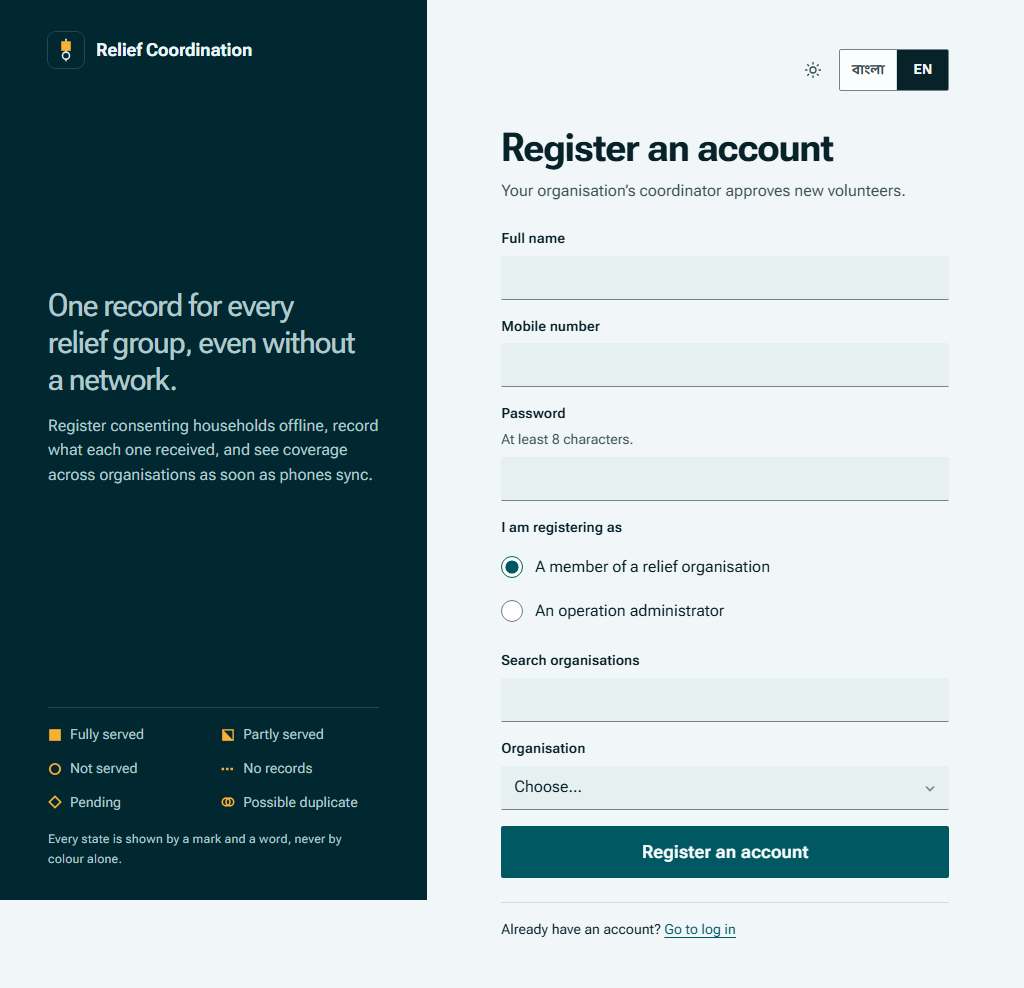 Relief Coordination
One record for every
relief group, even without
a network.
Register consenting households offline, record
what each one received, and see coverage
across organisations as soon as phones sync.
Fully served
Partly served
Not served
No records
Pending
Possible duplicate
Every state is shown by a mark and a word, never by
colour alone.
বাংলা
EN
Register an account
Your organisation's coordinator approves new volunteers.
Full name
Mobile number
Password
At least 8 characters.
I am registering as
A member of a relief organisation
An operation administrator
Search organisations
Organisation
Choose...
Register an account
Already have an account? Go to log in